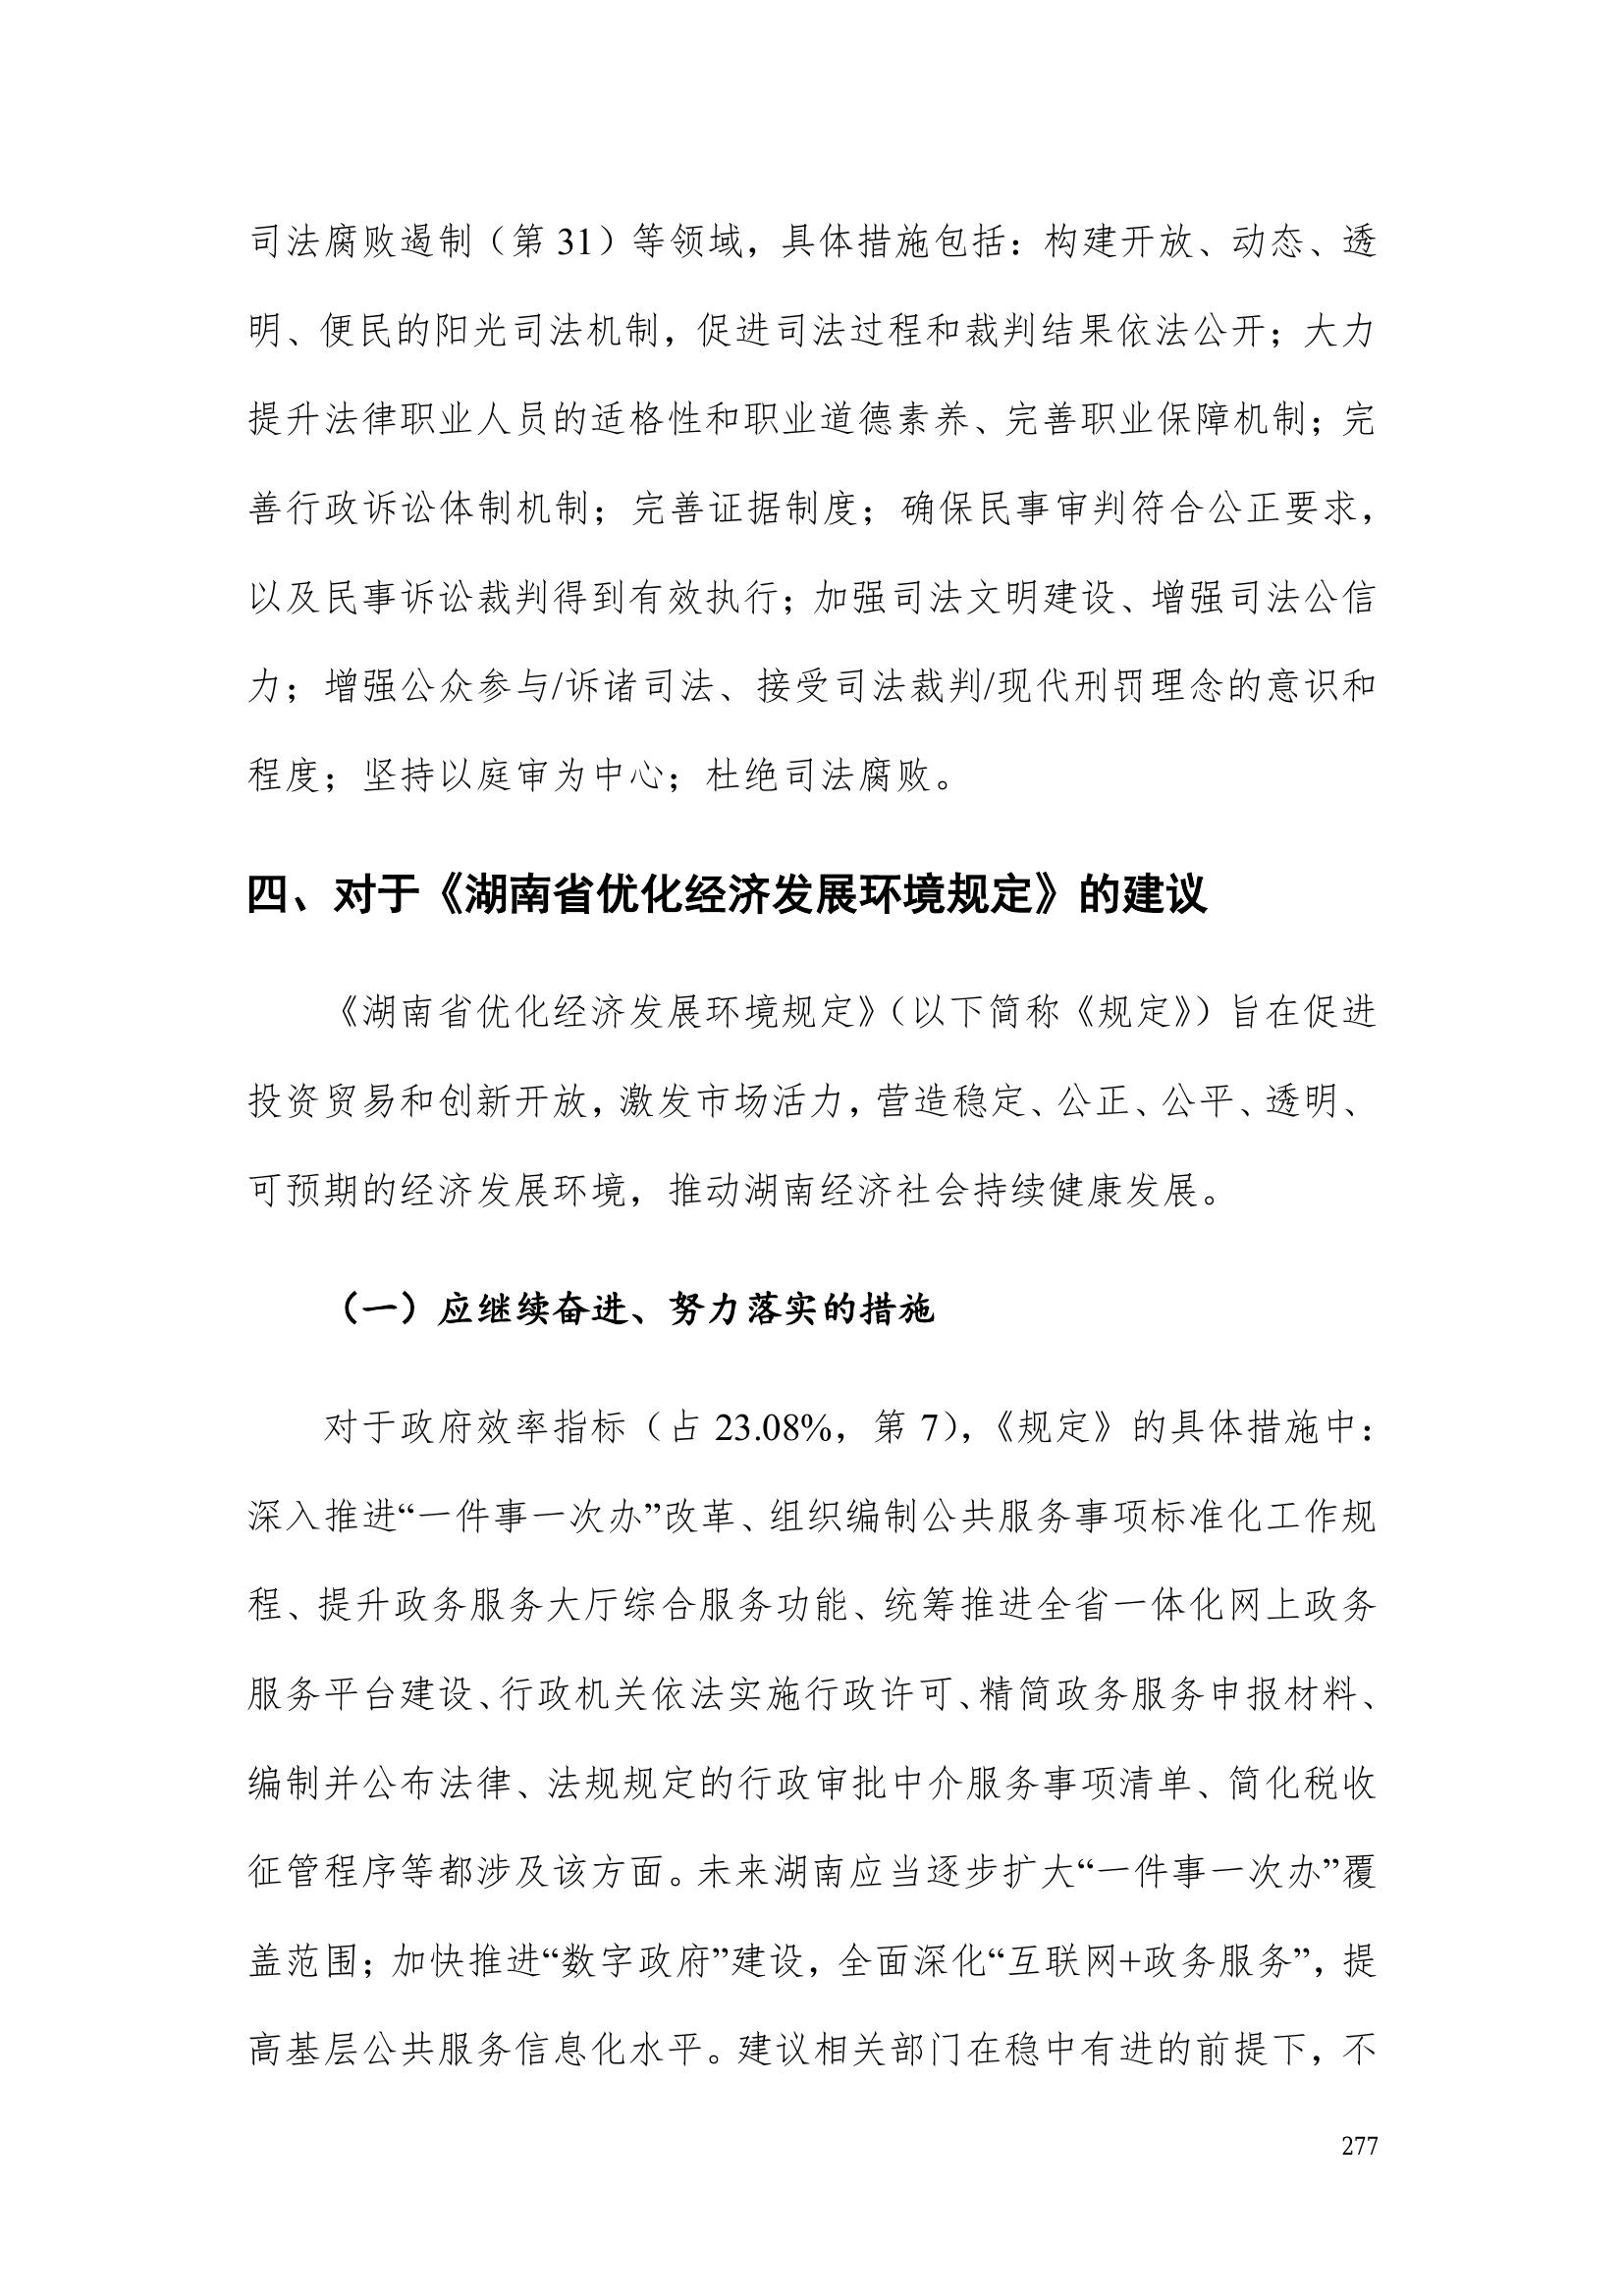 司法腐败遏制（第 31）等领域，具体措施包括：构建开放、动态、透
明、便民的阳光司法机制，促进司法过程和裁判结果依法公开；大力
提升法律职业人员的适格性和职业道德素养、完善职业保障机制；完
善行政诉讼体制机制；完善证据制度；确保民事审判符合公正要求，
以及民事诉讼裁判得到有效执行；加强司法文明建设、增强司法公信
力；增强公众参与/诉诸司法、接受司法裁判/现代刑罚理念的意识和
程度；坚持以庭审为中心；杜绝司法腐败。
四、对于《湖南省优化经济发展环境规定》的建议
《湖南省优化经济发展环境规定》（以下简称《规定》）旨在促进
投资贸易和创新开放，激发市场活力，营造稳定、公正、公平、透明、
可预期的经济发展环境，推动湖南经济社会持续健康发展。
（一）应继续奋进、努力落实的措施
对于政府效率指标（占 23.08%，第 7），《规定》的具体措施中：
深入推进“一件事一次办”改革、组织编制公共服务事项标准化工作规
程、提升政务服务大厅综合服务功能、统筹推进全省一体化网上政务
服务平台建设、行政机关依法实施行政许可、精简政务服务申报材料、
编制并公布法律、法规规定的行政审批中介服务事项清单、简化税收
征管程序等都涉及该方面。未来湖南应当逐步扩大“一件事一次办”覆
盖范围；加快推进“数字政府”建设，全面深化“互联网+政务服务”，提
高基层公共服务信息化水平。建议相关部门在稳中有进的前提下，不
277